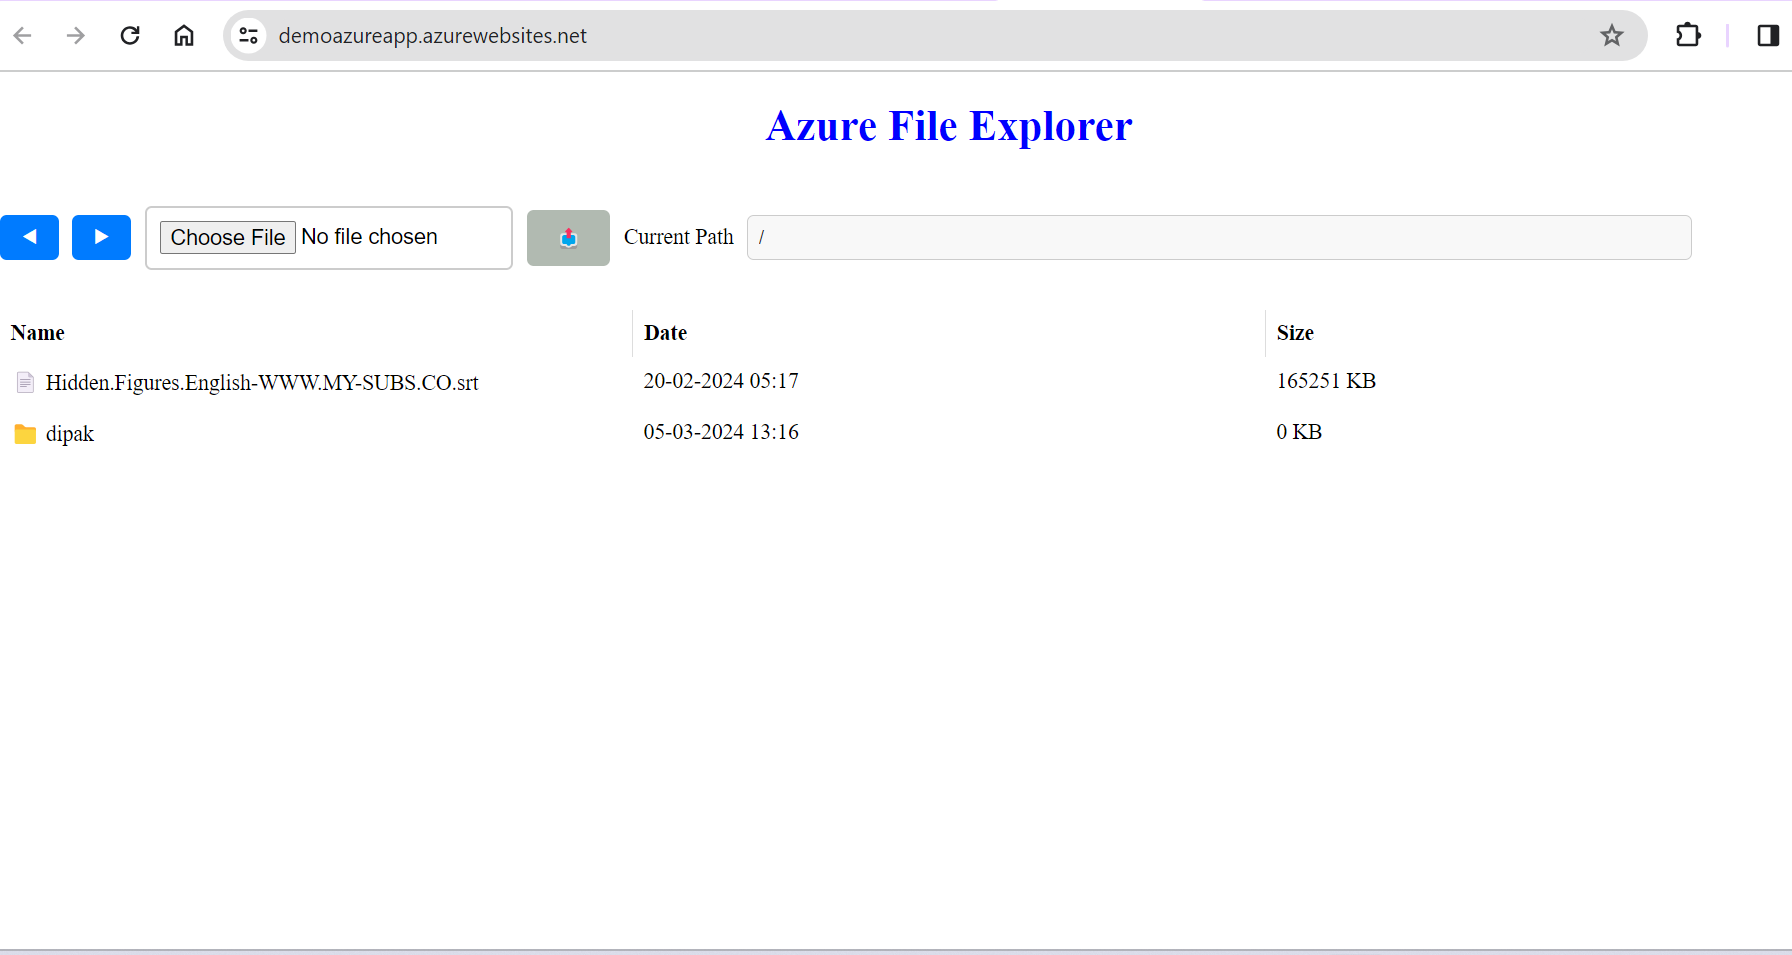 demoazureapp.azurewebsites.net
Azure File Explorer
Choose File No file chosen Current Path /
Name Date Size
Hidden.Figures.English-WWW.MY-SUBS.CO.srt 20-02-2024 05:17 165251 KB
dipak 05-03-2024 13:16 0 KB